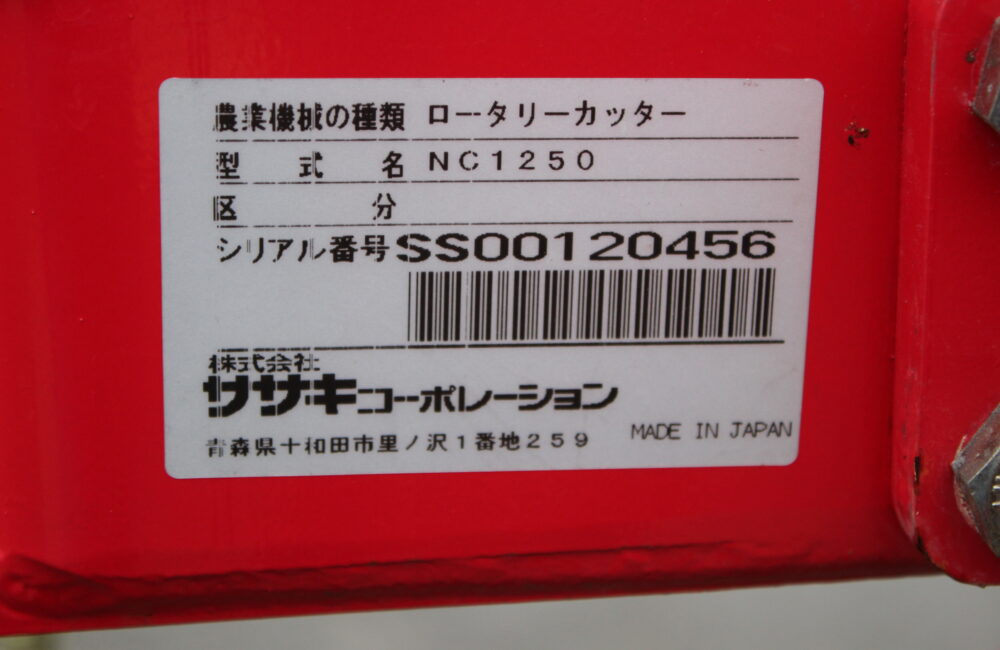 農業機械の種類 ロータリーカッター
型式名 NC1250
区分
シリアル番号 SS00120456
株式会社
ササキコーポレーション
青森県十和田市里ノ沢1番地259 MADE IN JAPAN